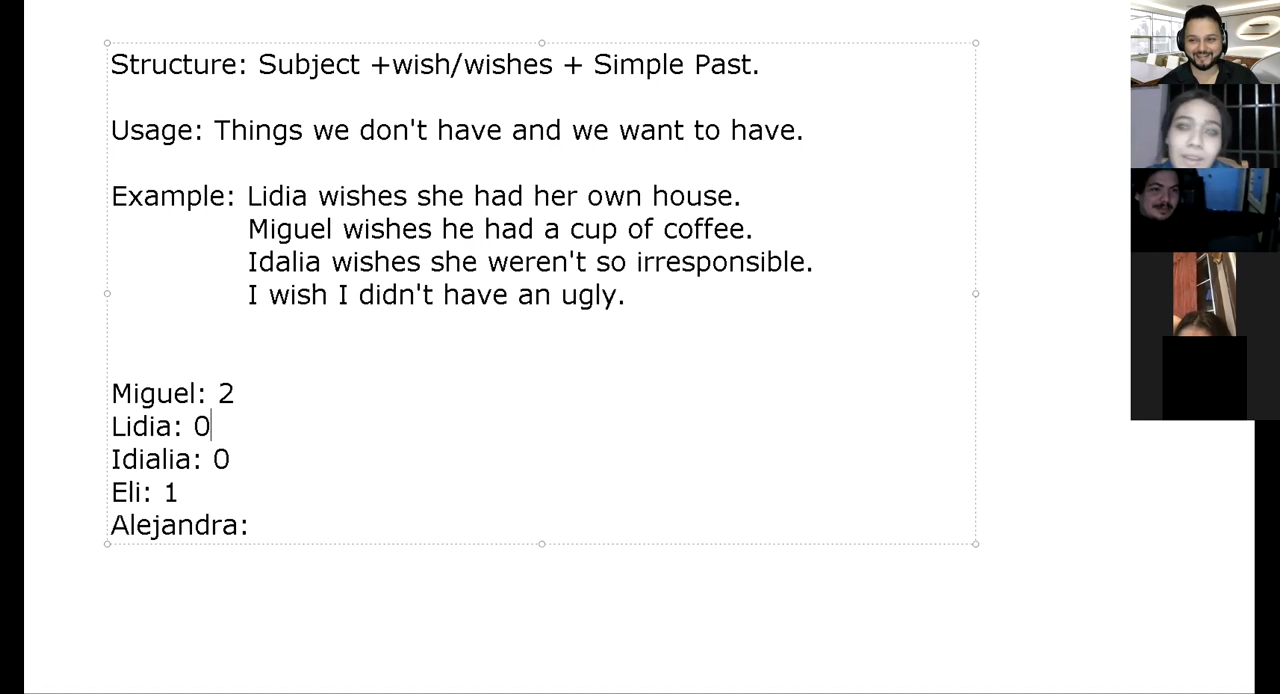 Structure: Subject +wish/wishes + Simple Past.
Usage: Things we don't have and we want to have.
Example: Lidia wishes she had her own house.
Miguel wishes he had a cup of coffee.
Idalia wishes she weren't so irresponsible.
I wish I didn't have an ugly.
Miguel: 2
Lidia: 0
Idialia: 0
Eli: 1
Alejandra: